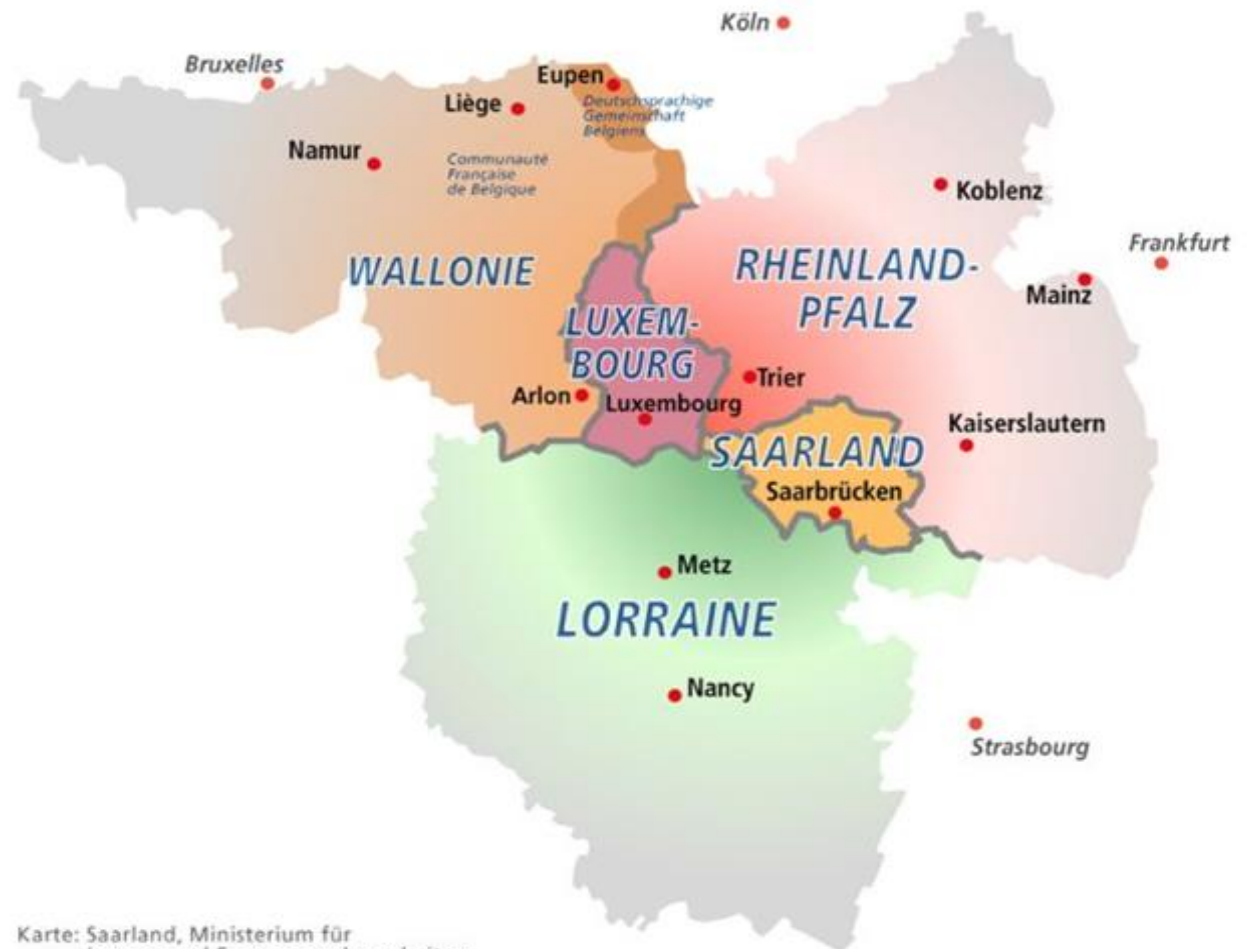 Köln
Bruxelles
Eupen
Liège
Deutschsprachige
Gemeinschaft
Belgiens
Namur
Communauté
Française
de Belgique
Koblenz
Frankfurt
WALLONIE
RHEINLAND-
PFALZ
Mainz
LUXEM-
BOURG
Trier
Arlon
Luxembourg
Kaiserslautern
SAARLAND
Saarbrücken
Metz
LORRAINE
Nancy
Strasbourg
Karte: Saarland, Ministerium für